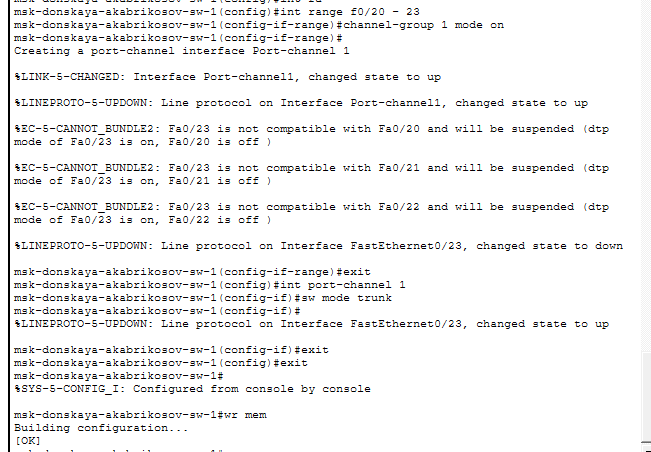 msk-donskaya-akabrikosov-sw-1(config)#int range f0/20 - 23
msk-donskaya-akabrikosov-sw-1(config-if-range)#channel-group 1 mode on
msk-donskaya-akabrikosov-sw-1(config-if-range)#
Creating a port-channel interface Port-channel 1
%LINK-5-CHANGED: Interface Port-channel1, changed state to up
%LINEPROTO-5-UPDOWN: Line protocol on Interface Port-channel1, changed state to up
%EC-5-CANNOT_BUNDLE2: Fa0/23 is not compatible with Fa0/20 and will be suspended (dtp
mode of Fa0/23 is on, Fa0/20 is off )
%EC-5-CANNOT_BUNDLE2: Fa0/23 is not compatible with Fa0/21 and will be suspended (dtp
mode of Fa0/23 is on, Fa0/21 is off )
%EC-5-CANNOT_BUNDLE2: Fa0/23 is not compatible with Fa0/22 and will be suspended (dtp
mode of Fa0/23 is on, Fa0/22 is off )
%LINEPROTO-5-UPDOWN: Line protocol on Interface FastEthernet0/23, changed state to down
msk-donskaya-akabrikosov-sw-1(config-if-range)#exit
msk-donskaya-akabrikosov-sw-1(config)#int port-channel 1
msk-donskaya-akabrikosov-sw-1(config-if)#sw mode trunk
msk-donskaya-akabrikosov-sw-1(config-if)#
%LINEPROTO-5-UPDOWN: Line protocol on Interface FastEthernet0/23, changed state to up
msk-donskaya-akabrikosov-sw-1(config-if)#exit
msk-donskaya-akabrikosov-sw-1(config)#exit
msk-donskaya-akabrikosov-sw-1#
%SYS-5-CONFIG_I: Configured from console by console
msk-donskaya-akabrikosov-sw-1#wr mem
Building configuration...
[OK]